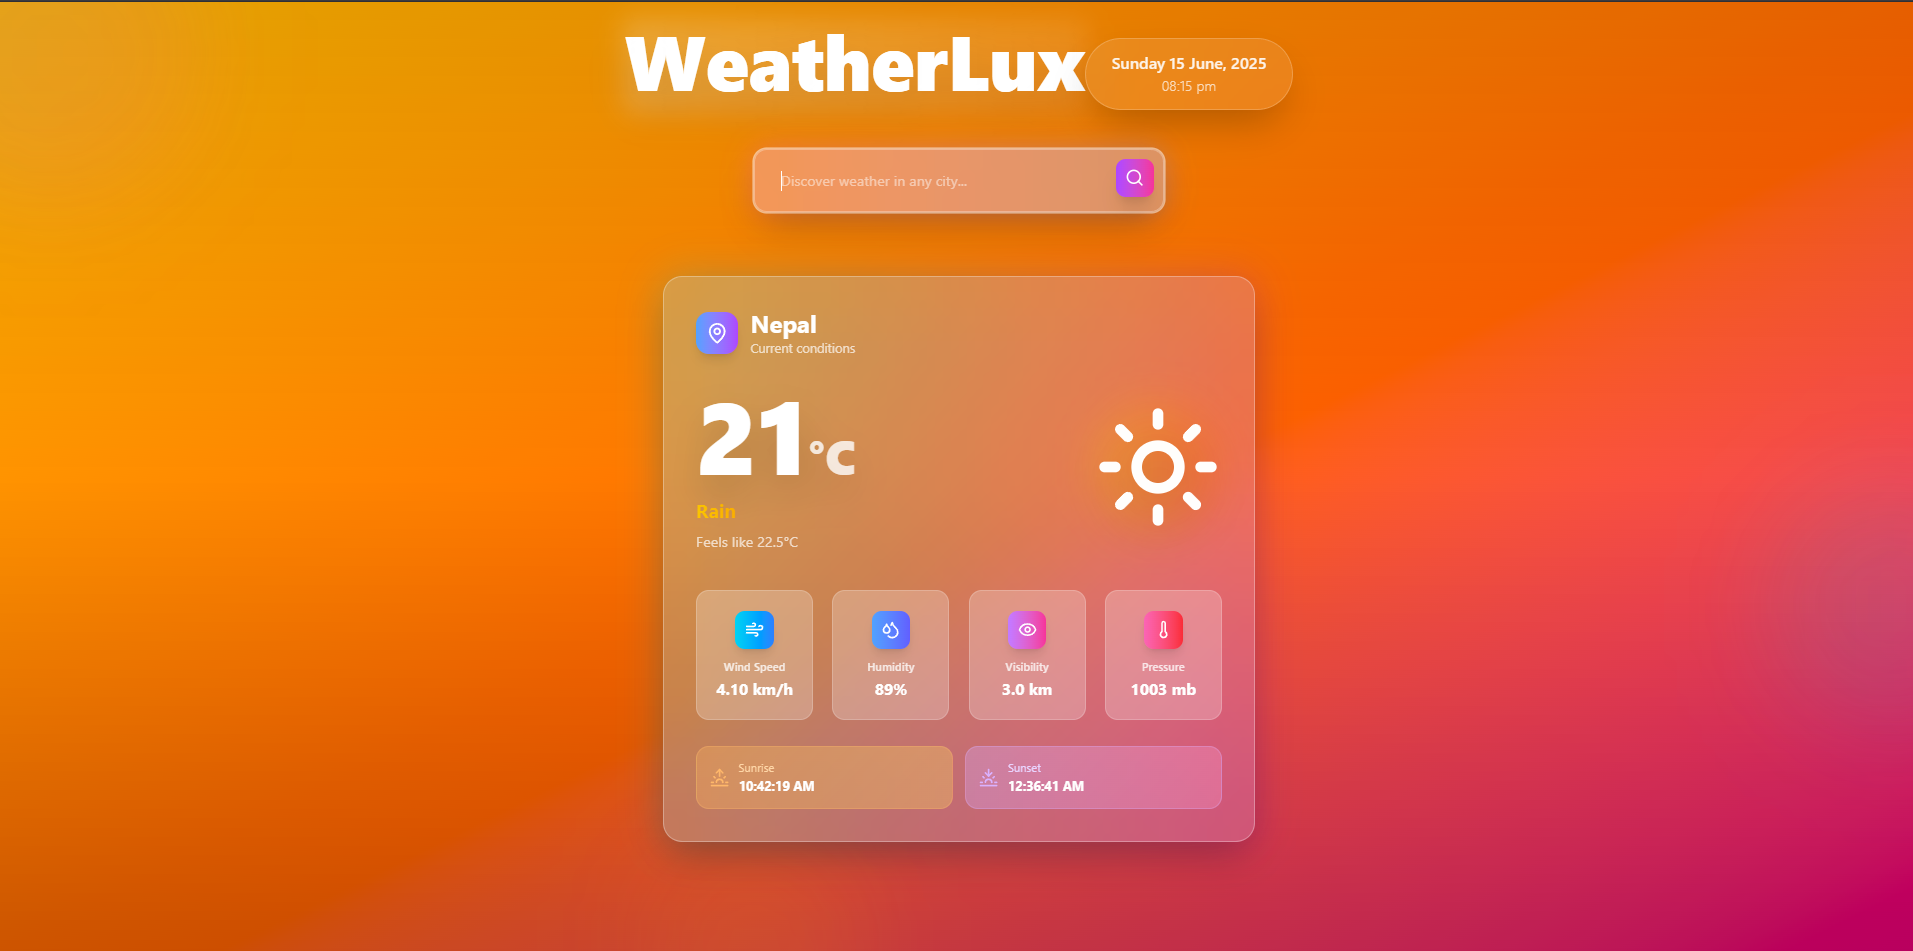 WeatherLux
Sunday 15 June, 2025
08:15 pm
Discover weather in any city...
Nepal
Current conditions
21°C
Rain
Feels like 22.5°C
Wind Speed
4.10 km/h
Humidity
89%
Visibility
3.0 km
Pressure
1003 mb
Sunrise
10:42:19 AM
Sunset
12:36:41 AM